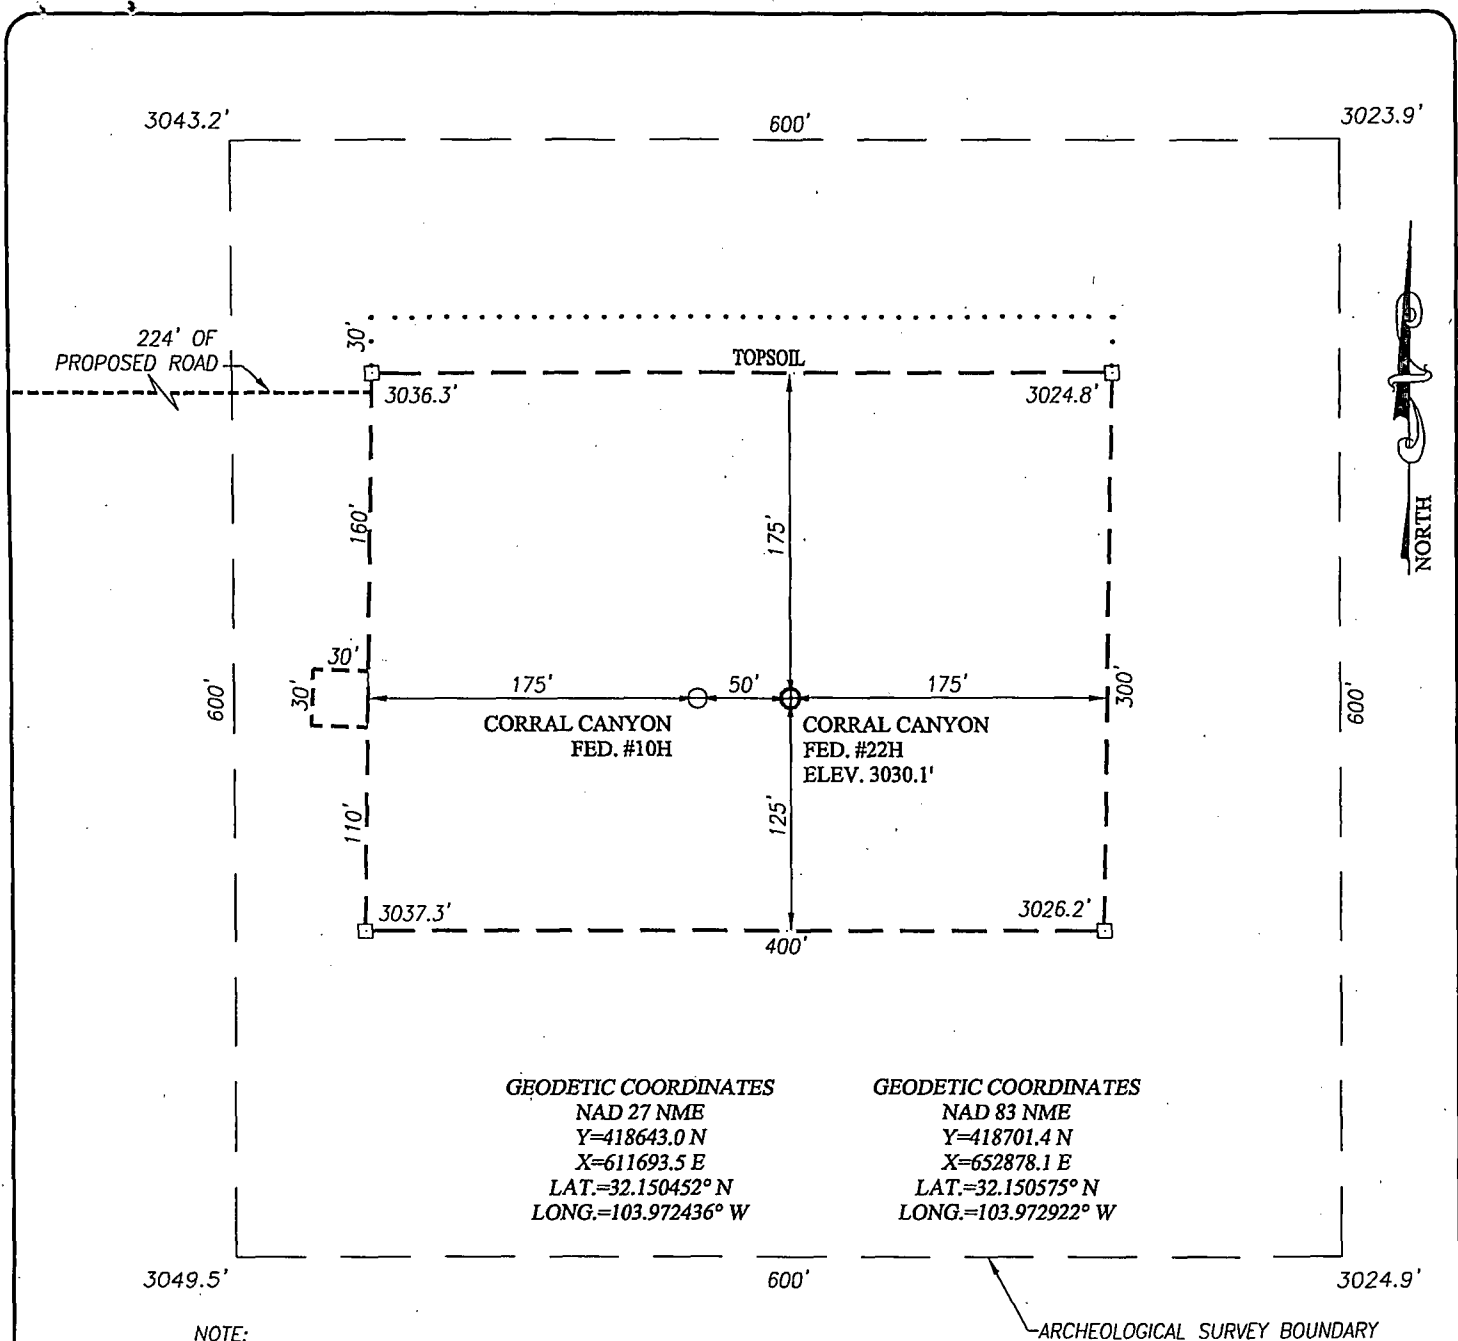 3043.2'
600'
3023.9'
224' OF
PROPOSED ROAD
30'
TOPSOIL
3036.3'
3024.8'
160'
175'
NORTH
30'
30'
600'
175'
50'
175'
300'
600'
CORRAL CANYON
FED. #10H
CORRAL CANYON
FED. #22H
ELEV. 3030.1'
110'
125'
3037.3'
3026.2'
400'
GEODETIC COORDINATES
NAD 27 NME
Y=418643.0 N
X=611693.5 E
LAT.=32.150452° N
LONG.=103.972436° W
GEODETIC COORDINATES
NAD 83 NME
Y=418701.4 N
X=652878.1 E
LAT.=32.150575° N
LONG.=103.972922° W
3049.5'
600'
3024.9'
NOTE:
ARCHEOLOGICAL SURVEY BOUNDARY